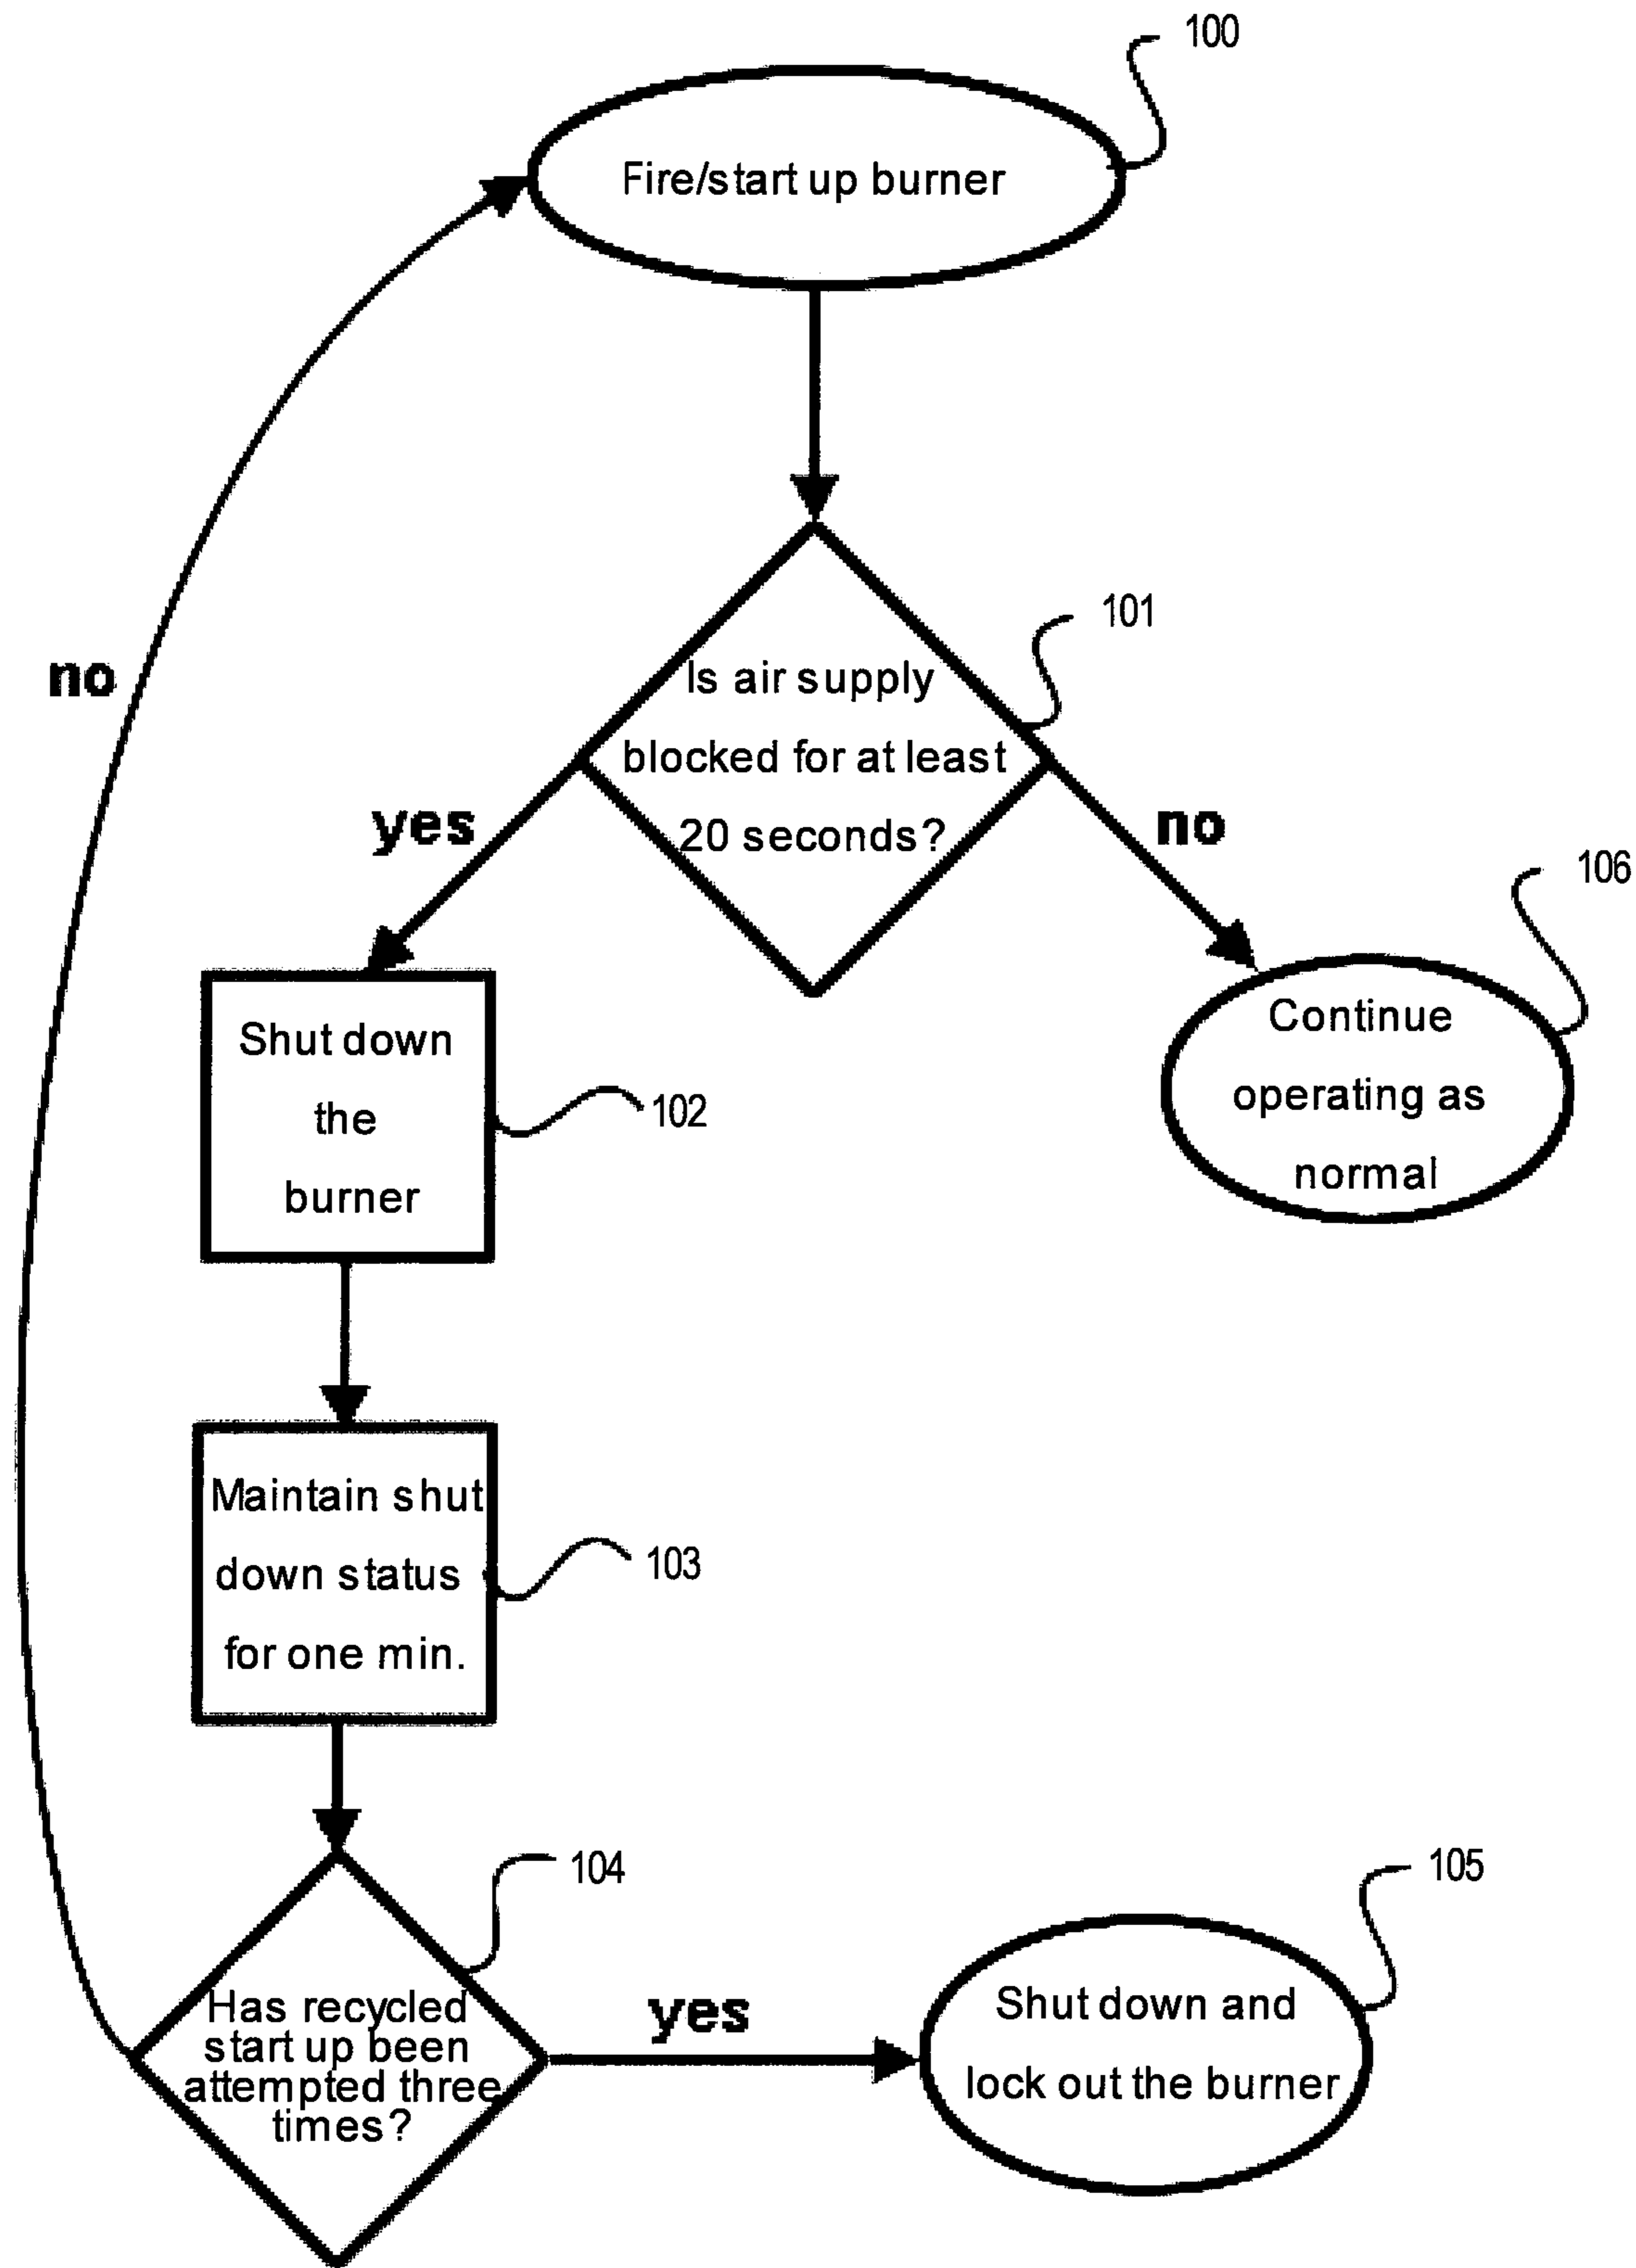 100
Fire/start up burner
101
Is air supply
blocked for at least
20 seconds?
no
yes
no
106
Shut down
the
burner
102
Continue
operating as
normal
Maintain shut
down status
for one min.
103
104
Has recycled
start up been
attempted three
times?
yes
105
Shut down and
lock out the burner